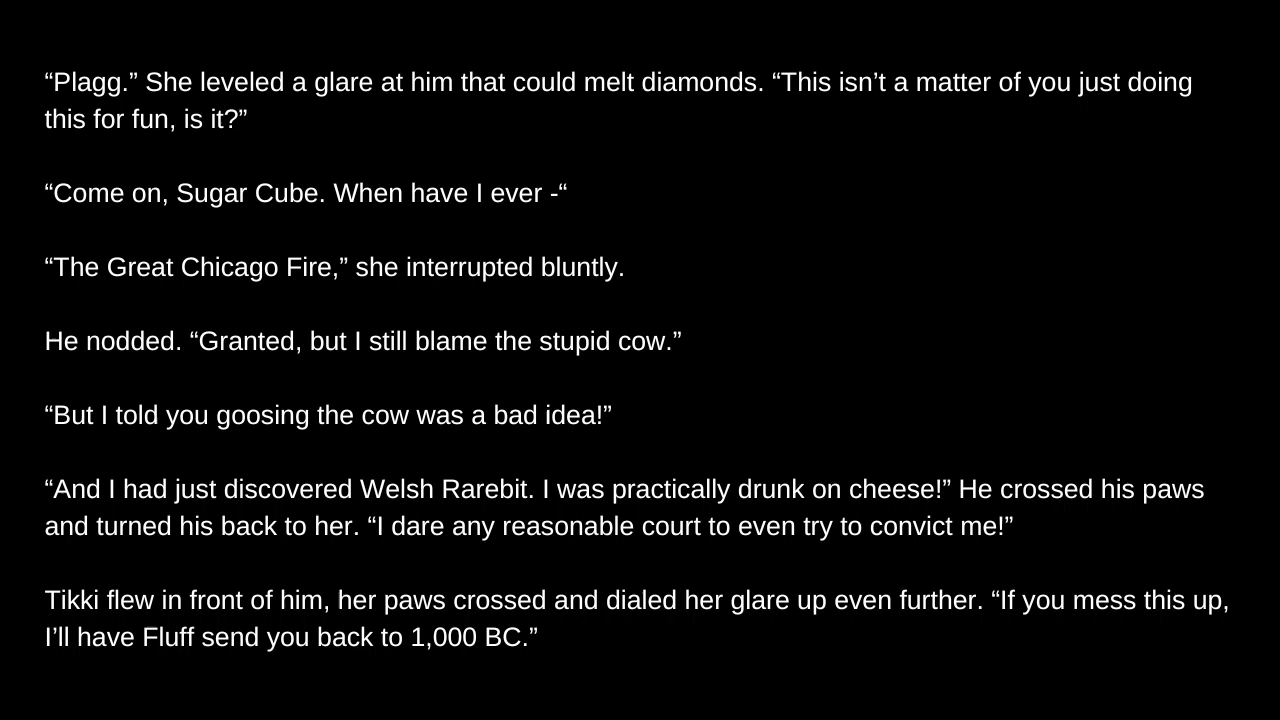 “Plagg.” She leveled a glare at him that could melt diamonds. “This isn’t a matter of you just doing
this for fun, is it?”
“Come on, Sugar Cube. When have I ever -“
“The Great Chicago Fire,” she interrupted bluntly.
He nodded. “Granted, but I still blame the stupid cow.”
“But I told you goosing the cow was a bad idea!”
“And I had just discovered Welsh Rarebit. I was practically drunk on cheese!” He crossed his paws
and turned his back to her. “I dare any reasonable court to even try to convict me!”
Tikki flew in front of him, her paws crossed and dialed her glare up even further. “If you mess this up,
I’ll have Fluff send you back to 1,000 BC.”